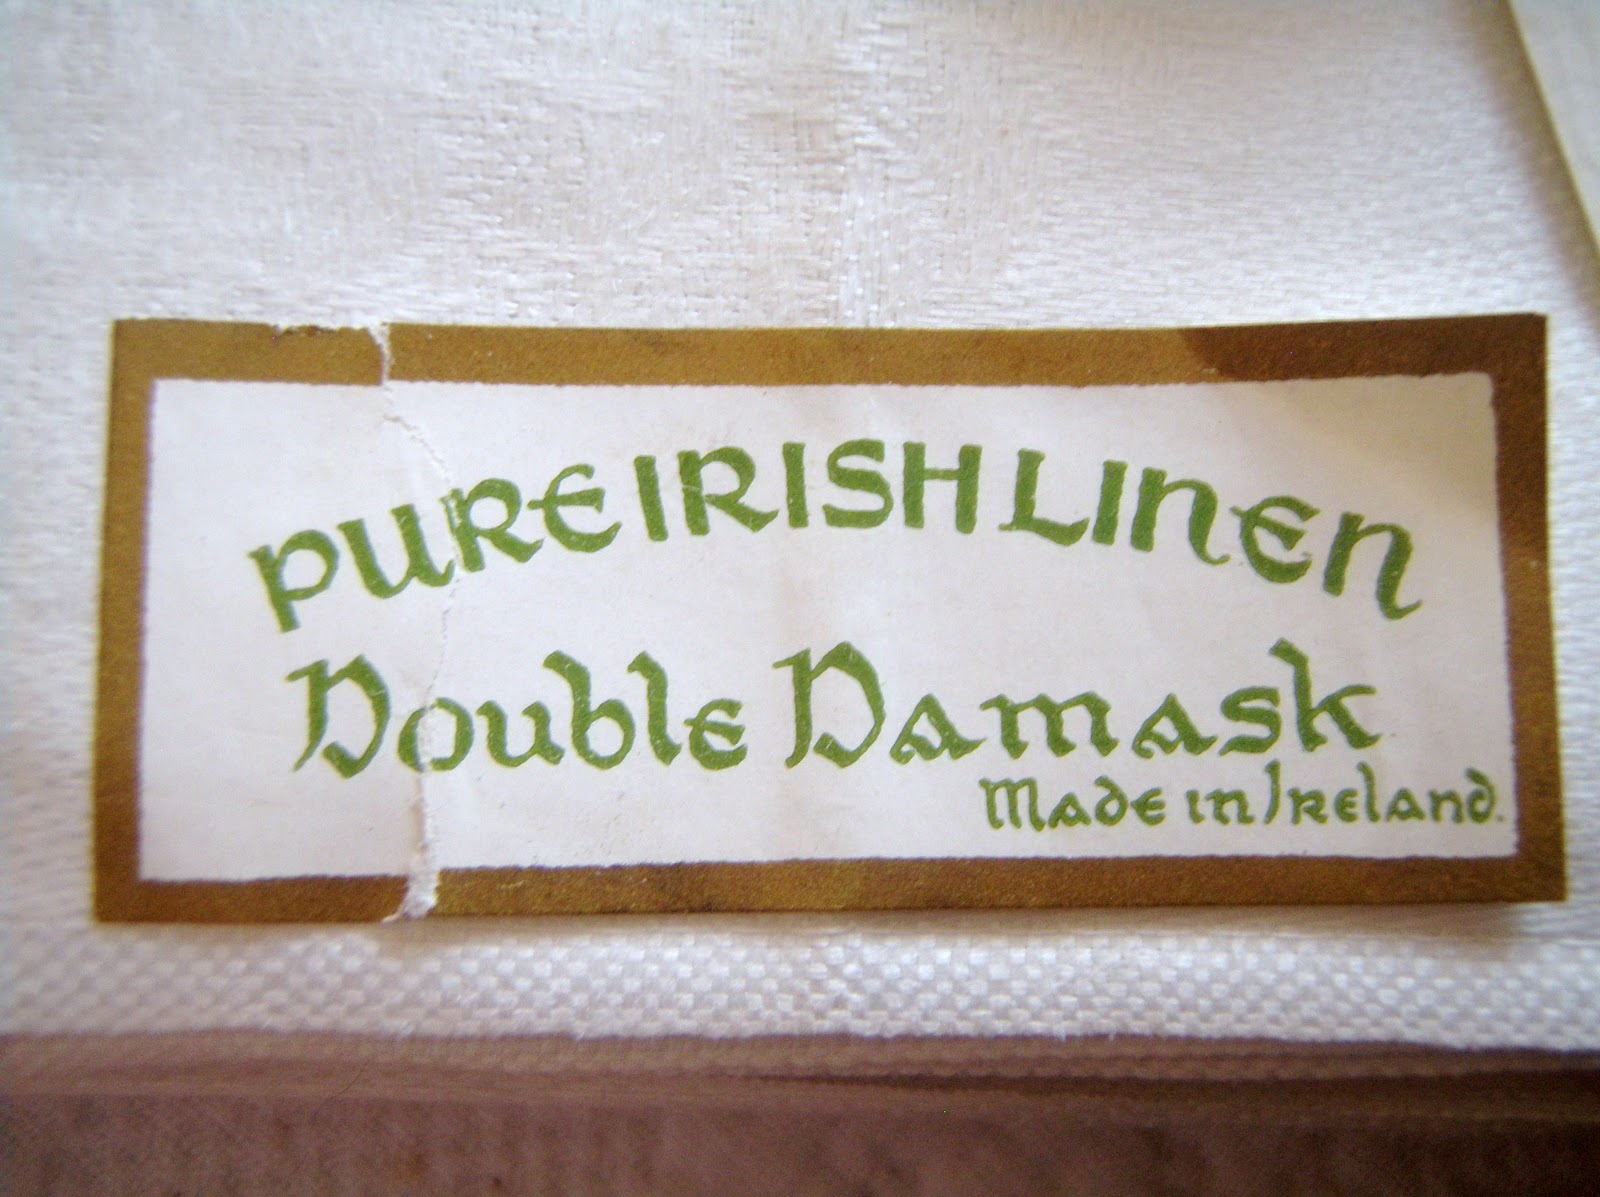 PURE IRISH LINEN
Double Damask
Made in Ireland.